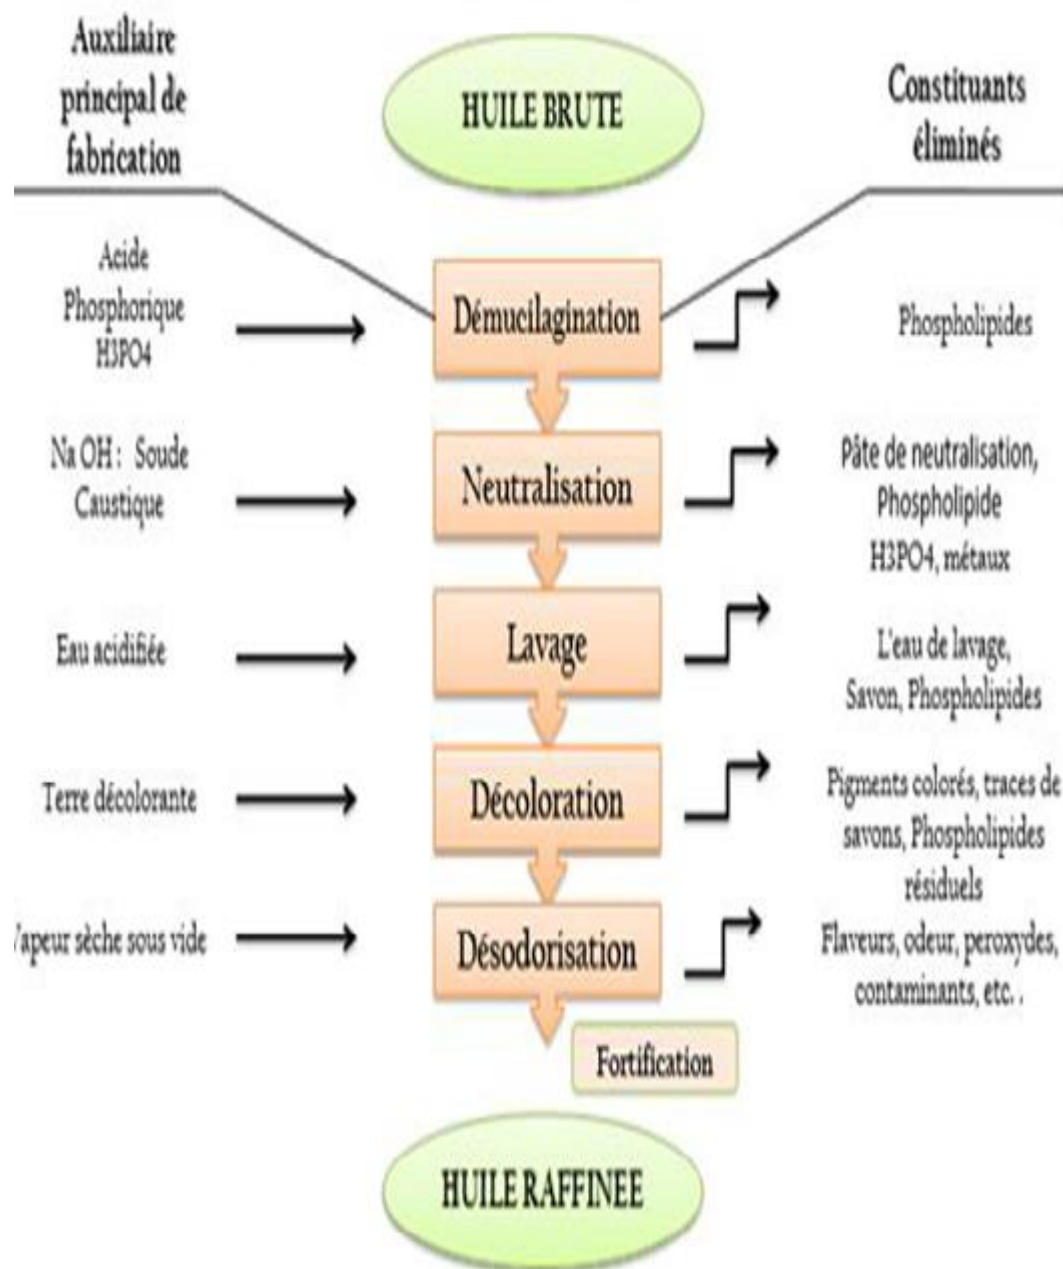 Auxiliaire
principal de
fabrication
HUILE BRUTE
Constituants
éliminés
Acide
Phosphorique
H3PO4
Démucilagination
Phospholipides
Na OH : Soude
Caustique
Neutralisation
Pâte de neutralisation,
Phospholipide
H3PO4, métaux
Eau acidifiée
Lavage
L'eau de lavage,
Savon, Phospholipides
Terre décolorante
Décoloration
Pigments colorés, traces de
savons, Phospholipides
résiduels
Vapeur sèche sous vide
Désodorisation
Flaveurs, odeur, peroxydes,
contaminants, etc. .
Fortification
HUILE RAFFINEE